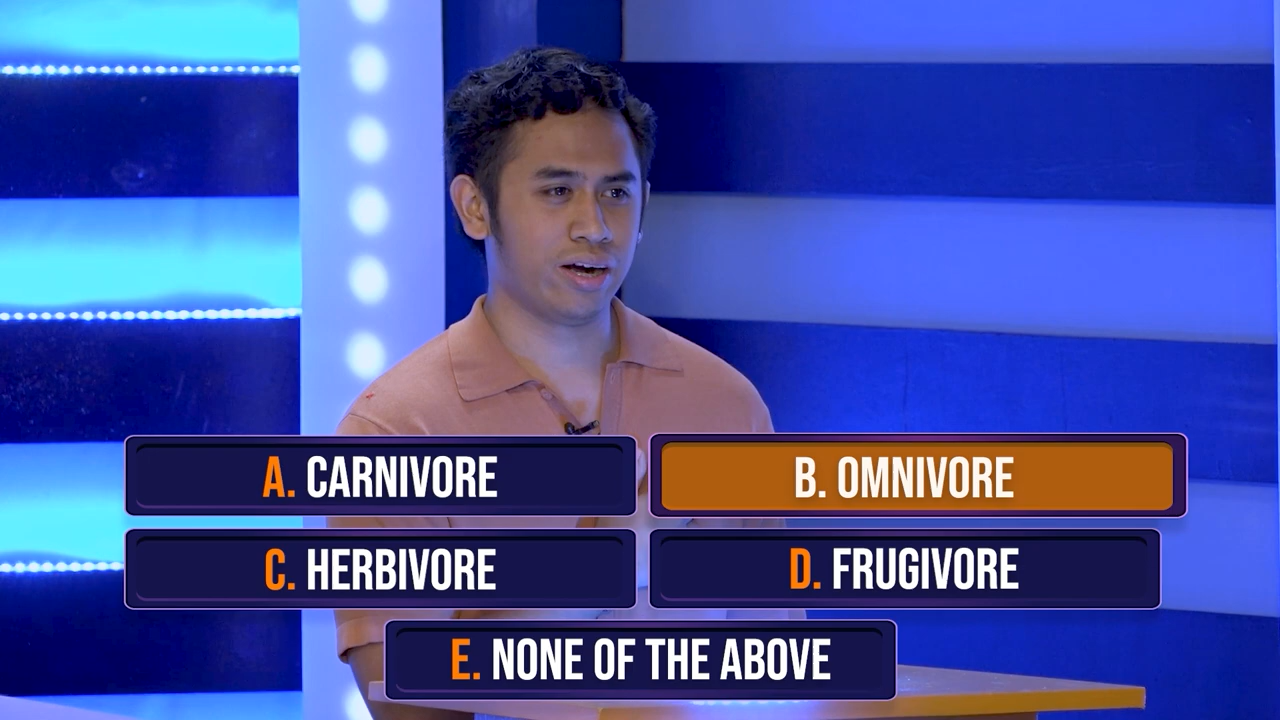 A. CARNIVORE
B. OMNIVORE
C. HERBIVORE
D. FRUGIVORE
E. NONE OF THE ABOVE